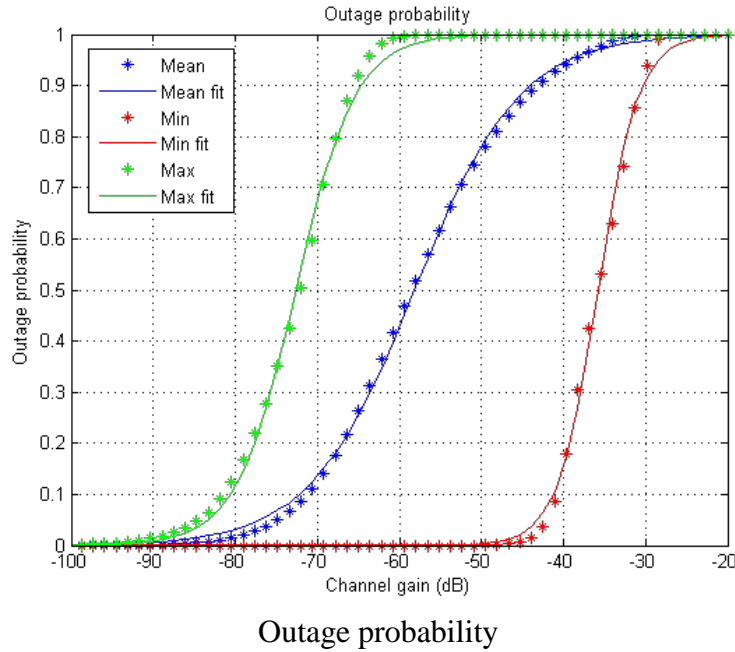 Outage probability
1
0.9
0.8
0.7
0.6
0.5
0.4
0.3
0.2
0.1
0
Outage probability
Mean
Mean fit
Min
Min fit
Max
Max fit
-100
-90
-80
-70
-60
-50
-40
-30
-20
Channel gain (dB)
Outage probability